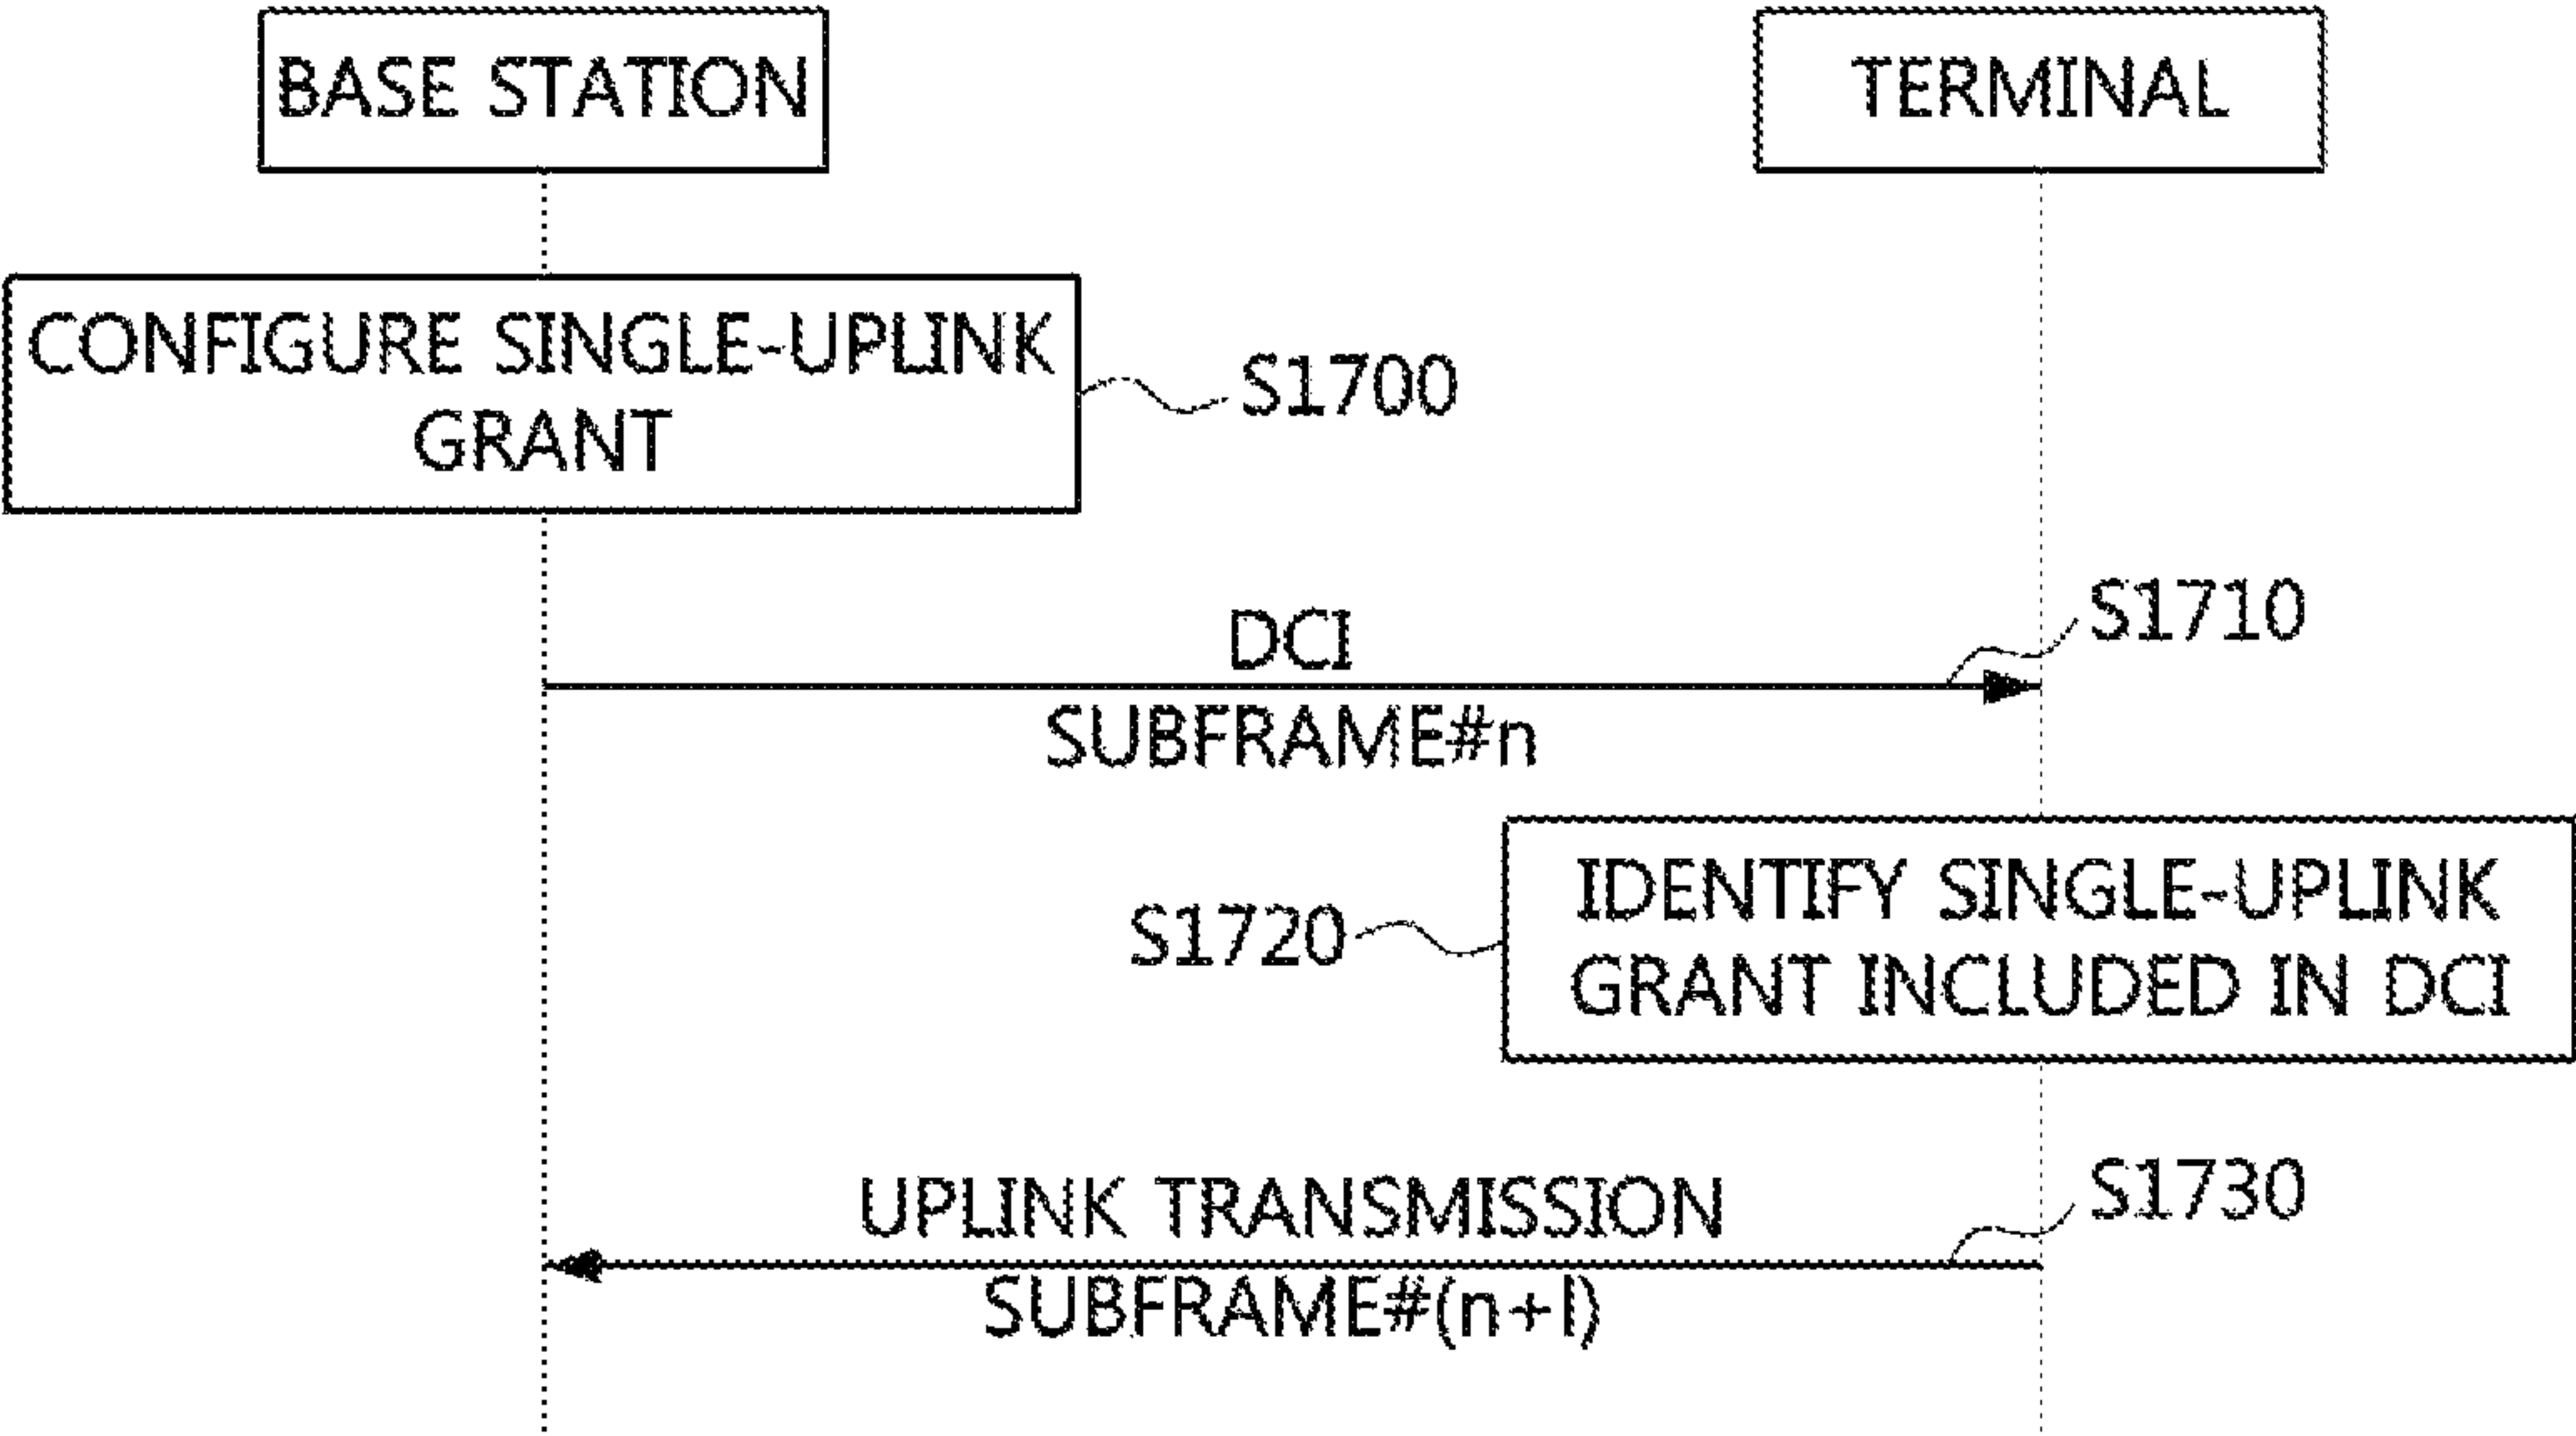 BASE STATION
TERMINAL
CONFIGURE SINGLE-UPLINK
GRANT
S1700
S1710
DCI
SUBFRAME#n
IDENTIFY SINGLE-UPLINK
GRANT INCLUDED IN DCI
S1720
S1730
UPLINK TRANSMISSION
SUBFRAME#(n+l)